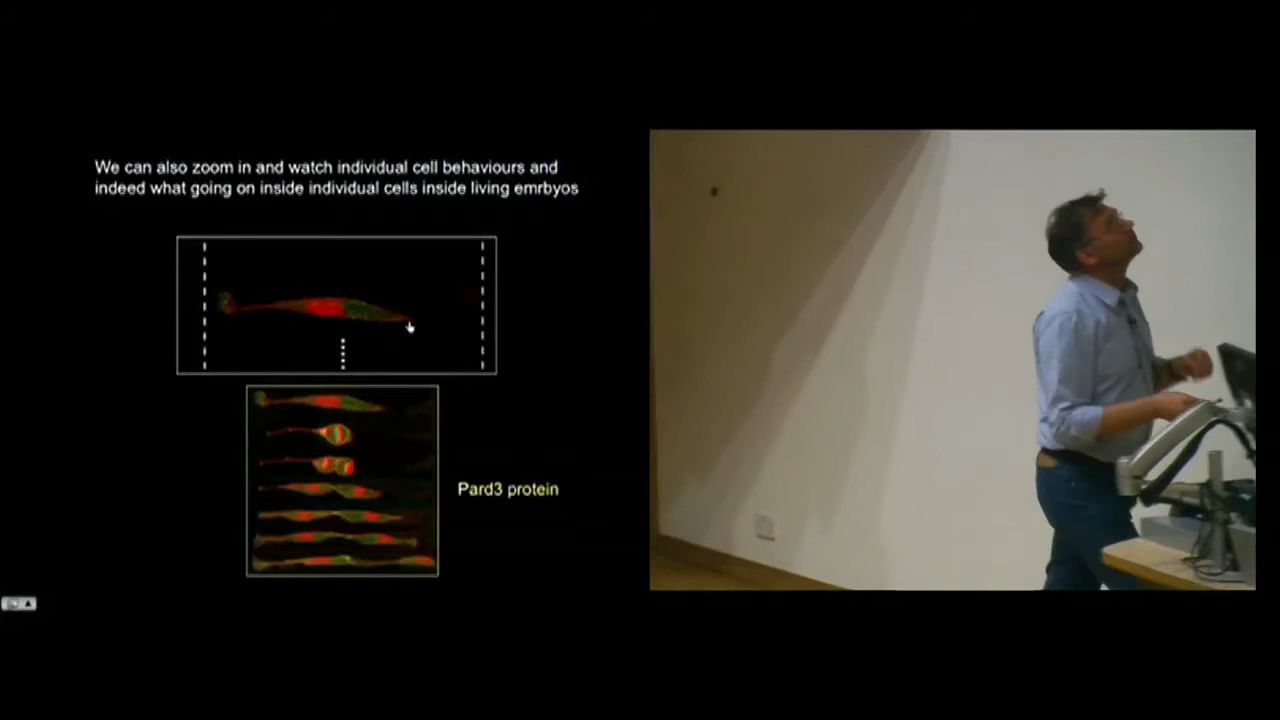 We can also zoom in and watch individual cell behaviours and
indeed what going on inside individual cells inside living emrbyos
Pard3 protein